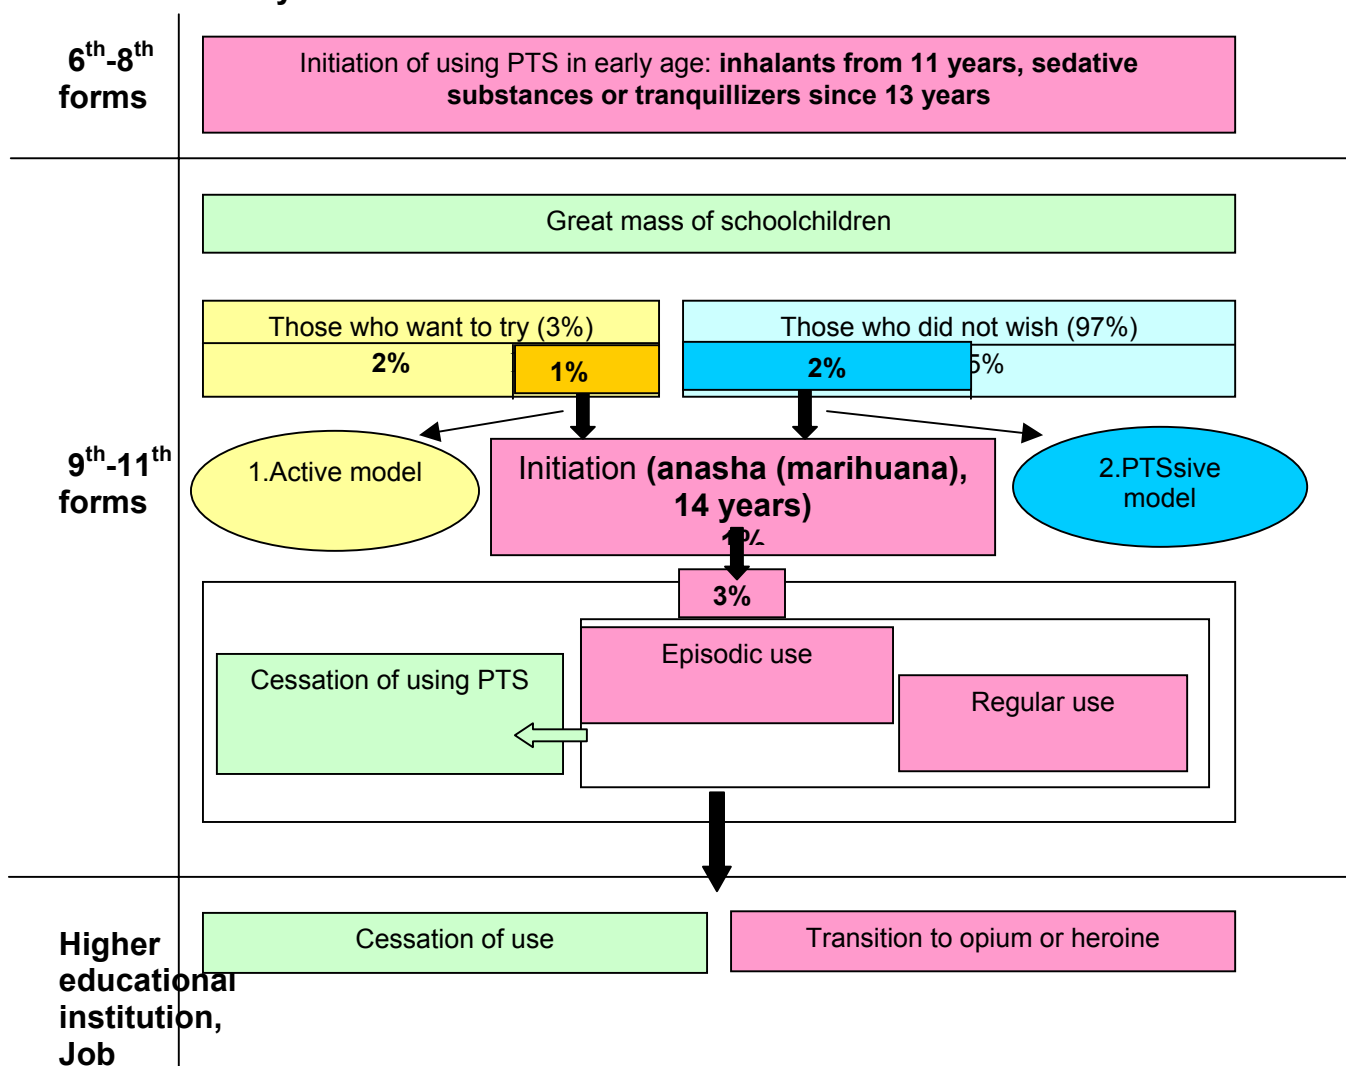 6th-8th
forms
Initiation of using PTS in early age: inhalants from 11 years, sedative
substances or tranquillizers since 13 years
Great mass of schoolchildren
Those who want to try (3%)
Those who did not wish (97%)
2%
1%
2%
5%
9th-11th
forms
1.Active model
Initiation (anasha (marihuana),
14 years)
2.PTSsive
model
3%
Episodic use
Cessation of using PTS
Regular use
Higher
educational
institution,
Job
Cessation of use
Transition to opium or heroine